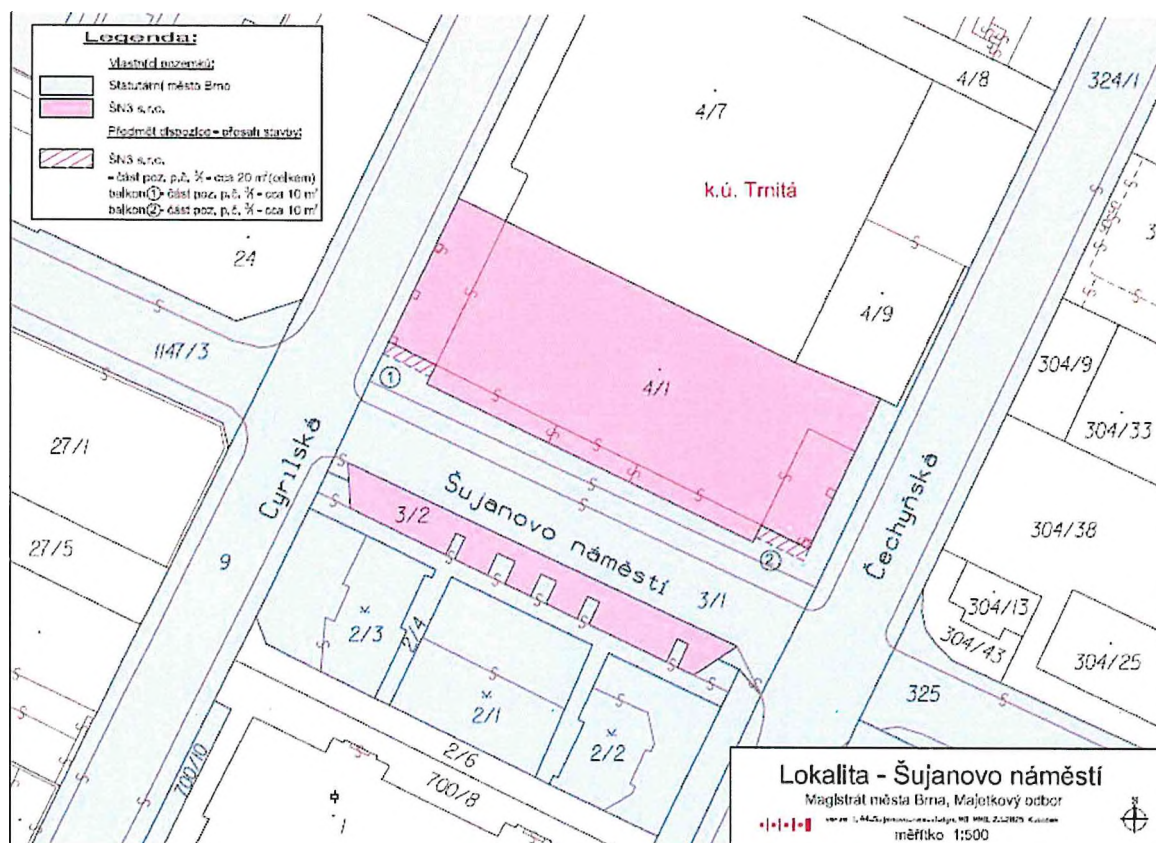 Legenda:
Vlastníci pozemků:
Statutární město Brno
ŠN3 s.r.o.
Předmět dispozice - přesah stavby:
ŠN3 s.r.o.
- část poz. p.č. 3/1 - cca 20 m² (celkem)
balkon ① - část poz. p.č. 3/1 - cca 10 m²
balkon ② - část poz. p.č. 3/1 - cca 10 m²
4/8
324/1
4/7
k.ú. Trnitá
24
4/9
1147/3
304/9
4/1
①
304/33
27/1
Cyrilská
Šujanovo náměstí
Čechyňská
3/2
304/38
27/5
9
②
3/1
304/13
2/3
2/4
304/43
304/25
2/1
325
2/2
2/6
700/10
700/8
1
Lokalita - Šujanovo náměstí
Magistrát města Brna, Majetkový odbor
měřítko 1:500